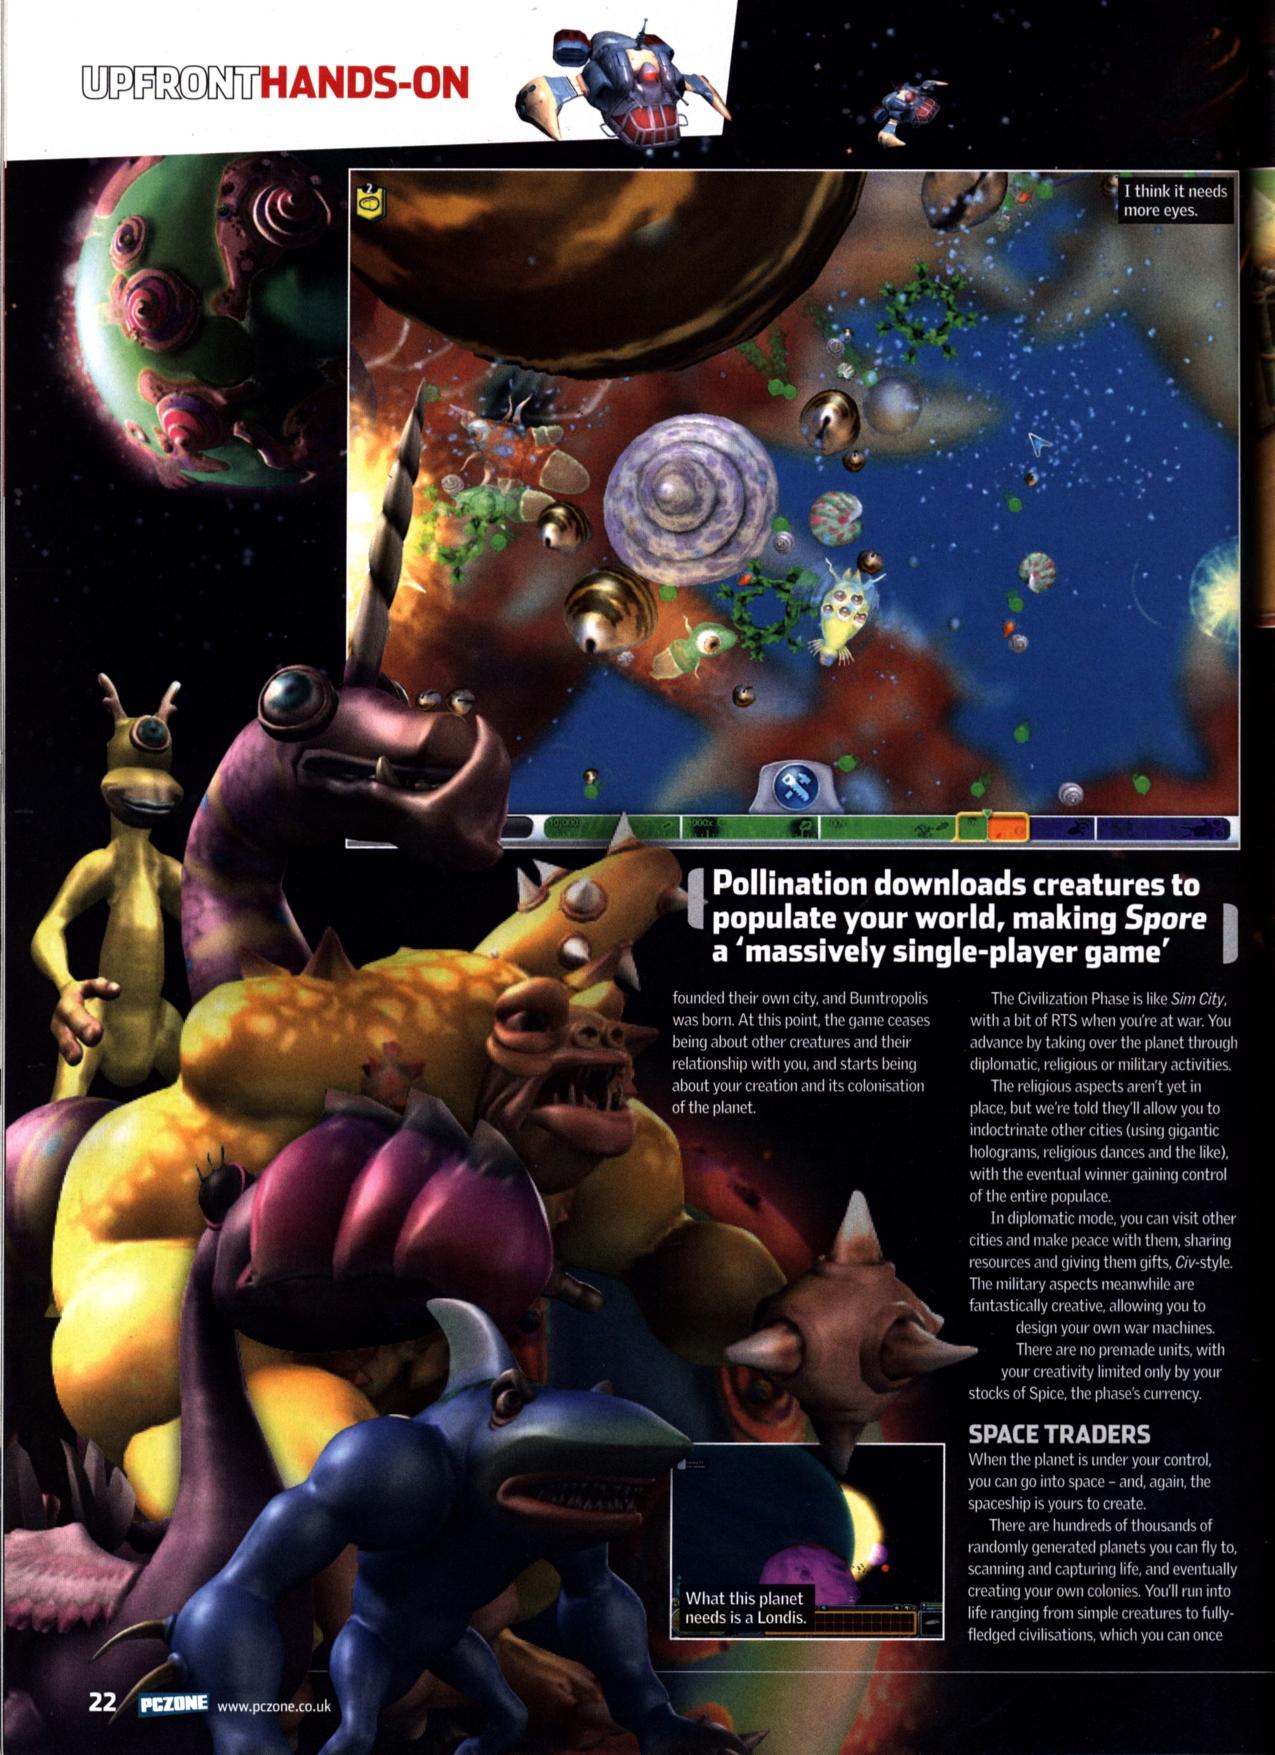 UPFRONTHANDS-ON
2
I think it needs
more eyes.
Pollination downloads creatures to
populate your world, making Spore
a ‘massively single-player game’
founded their own city, and Bumtropolis
was born. At this point, the game ceases
being about other creatures and their
relationship with you, and starts being
about your creation and its colonisation
of the planet.
The Civilization Phase is like Sim City,
with a bit of RTS when you're at war. You
advance by taking over the planet through
diplomatic, religious or military activities.
The religious aspects aren't yet in
place, but we're told they'll allow you to
indoctrinate other cities (using gigantic
holograms, religious dances and the like),
with the eventual winner gaining control
of the entire populace.
In diplomatic mode, you can visit other
cities and make peace with them, sharing
resources and giving them gifts, Civ-style.
The military aspects meanwhile are
fantastically creative, allowing you to
design your own war machines.
There are no premade units, with
your creativity limited only by your
stocks of Spice, the phase's currency.
SPACE TRADERS
When the planet is under your control,
you can go into space – and, again, the
spaceship is yours to create.
There are hundreds of thousands of
randomly generated planets you can fly to,
scanning and capturing life, and eventually
creating your own colonies. You'll run into
life ranging from simple creatures to fully-
fledged civilisations, which you can once
What this planet
needs is a Londis.
22 PCZONE www.pczone.co.uk